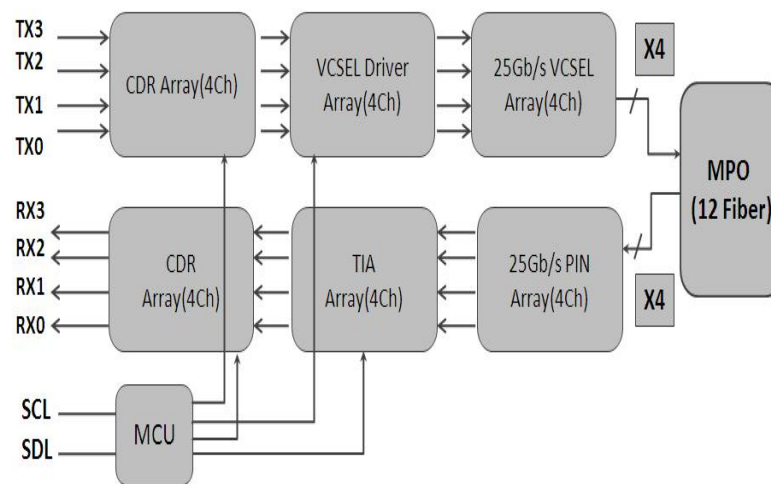 TX3
TX2
TX1
TX0
CDR Array(4Ch)
VCSEL Driver
Array(4Ch)
25Gb/s VCSEL
Array(4Ch)
X4
MPO
(12 Fiber)
RX3
RX2
RX1
RX0
CDR
Array(4Ch)
TIA
Array(4Ch)
25Gb/s PIN
Array(4Ch)
X4
SCL
SDL
MCU